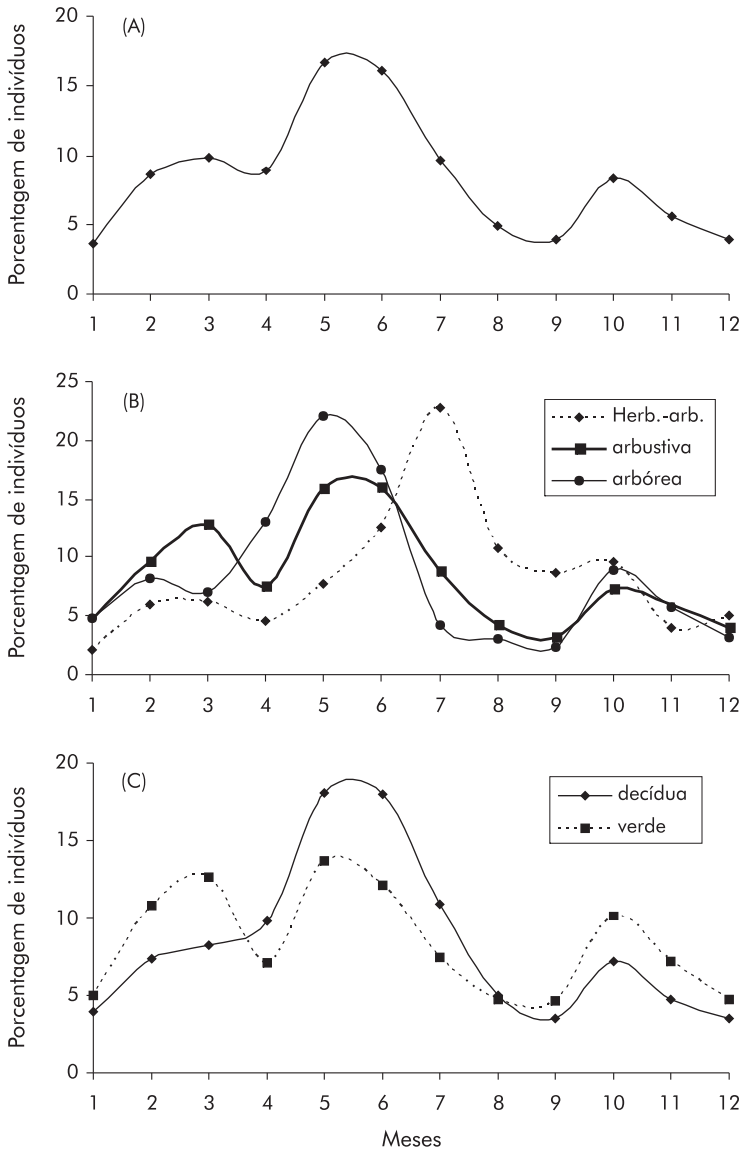 (A)
Porcentagem de indivíduos
20
15
10
5
0
1 2 3 4 5 6 7 8 9 10 11 12
(B)
Porcentagem de indivíduos
25
20
15
10
5
0
Herb.-arb.
arbustiva
arbórea
1 2 3 4 5 6 7 8 9 10 11 12
(C)
Porcentagem de indivíduos
20
15
10
5
0
decídua
verde
1 2 3 4 5 6 7 8 9 10 11 12
Meses